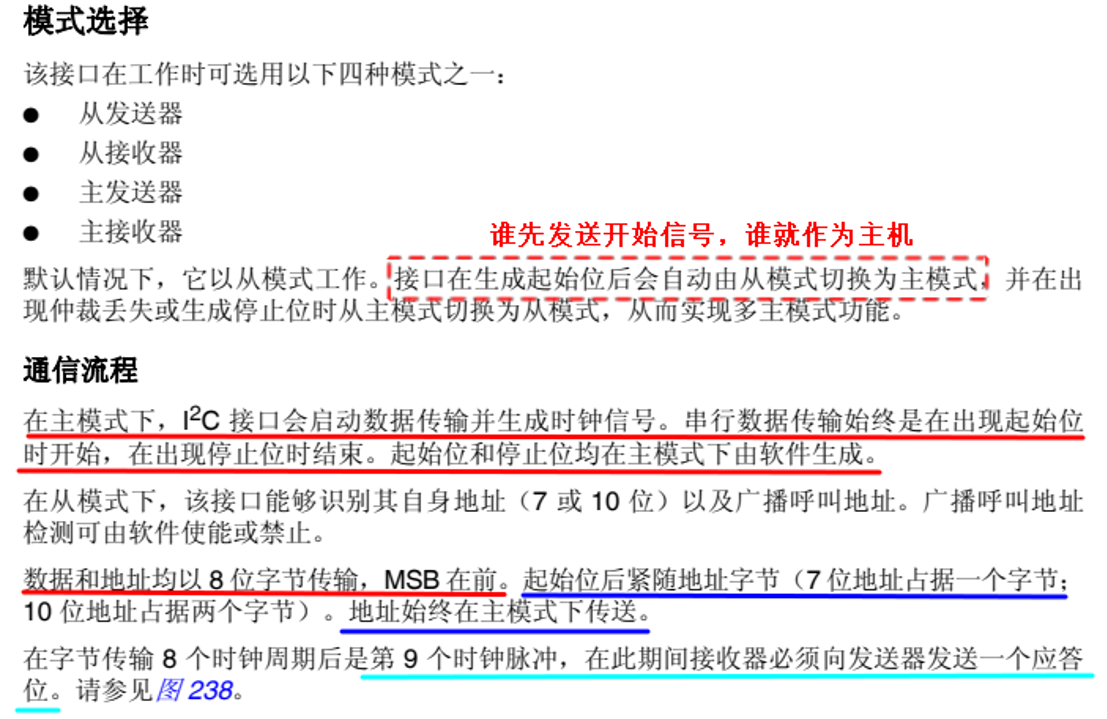 模式选择
该接口在工作时可选用以下四种模式之一：
● 从发送器
● 从接收器
● 主发送器
● 主接收器
谁先发送开始信号，谁就作为主机
默认情况下，它以从模式工作。接口在生成起始位后会自动由从模式切换为主模式，并在出
现仲裁丢失或生成停止位时从主模式切换为从模式，从而实现多主模式功能。
通信流程
在主模式下，I²C 接口会启动数据传输并生成时钟信号。串行数据传输始终是在出现起始位
时开始，在出现停止位时结束。起始位和停止位均在主模式下由软件生成。
在从模式下，该接口能够识别其自身地址（7 或 10 位）以及广播呼叫地址。广播呼叫地址
检测可由软件使能或禁止。
数据和地址均以 8 位字节传输，MSB 在前。起始位后紧随地址字节（7 位地址占据一个字节；
10 位地址占据两个字节）。地址始终在主模式下传送。
在字节传输 8 个时钟周期后是第 9 个时钟脉冲，在此期间接收器必须向发送器发送一个应答
位。请参见图 238。